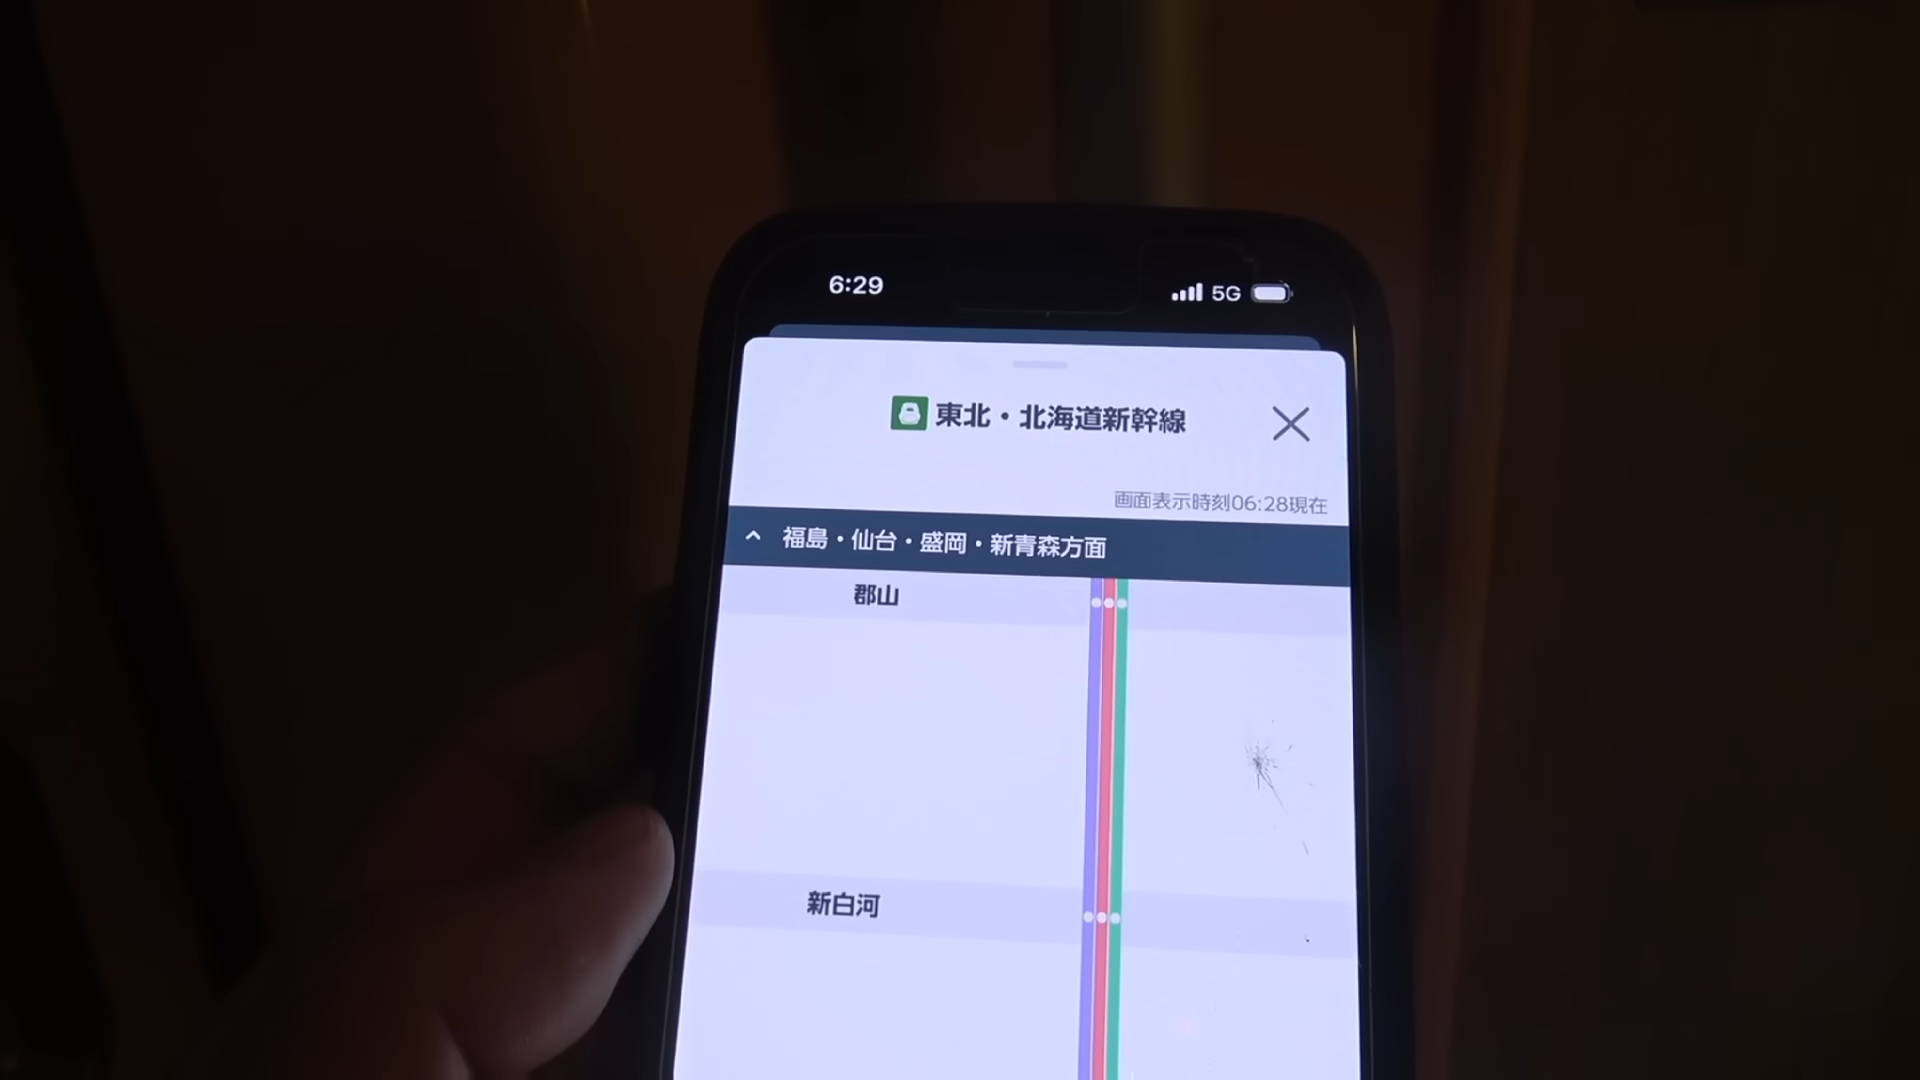 6:29 5G
東北・北海道新幹線
画面表示時刻06:28現在
福島・仙台・盛岡・新青森方面
郡山
新白河